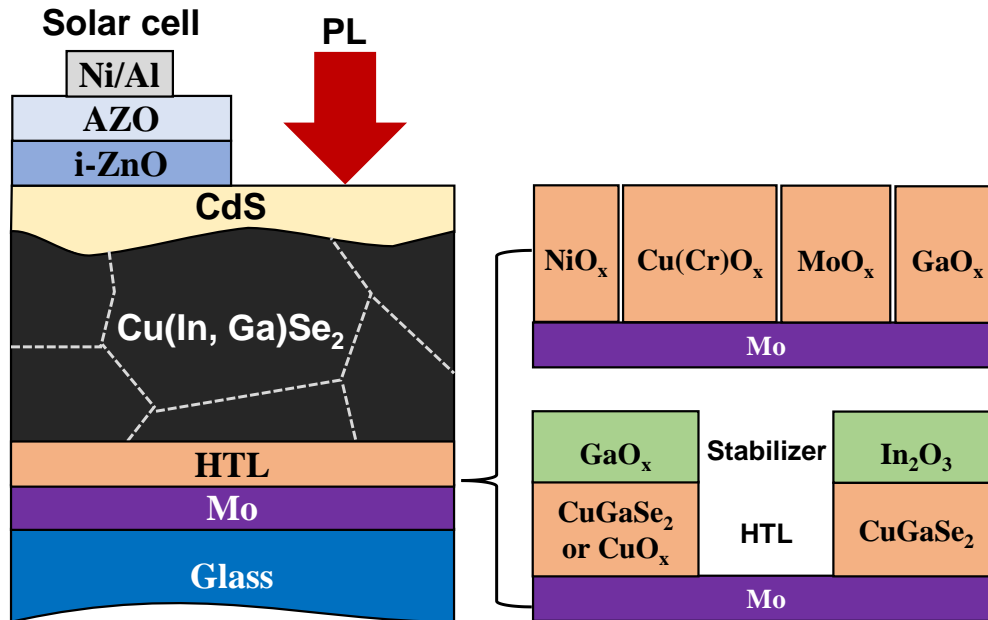 Solar cell
PL
Ni/Al
AZO
i-ZnO
CdS
Cu(In, Ga)Se₂
HTL
Mo
Glass
NiOₓ
Cu(Cr)Oₓ
MoOₓ
GaOₓ
Mo
GaOₓ
Stabilizer
In₂O₃
CuGaSe₂
or CuOₓ
HTL
CuGaSe₂
Mo